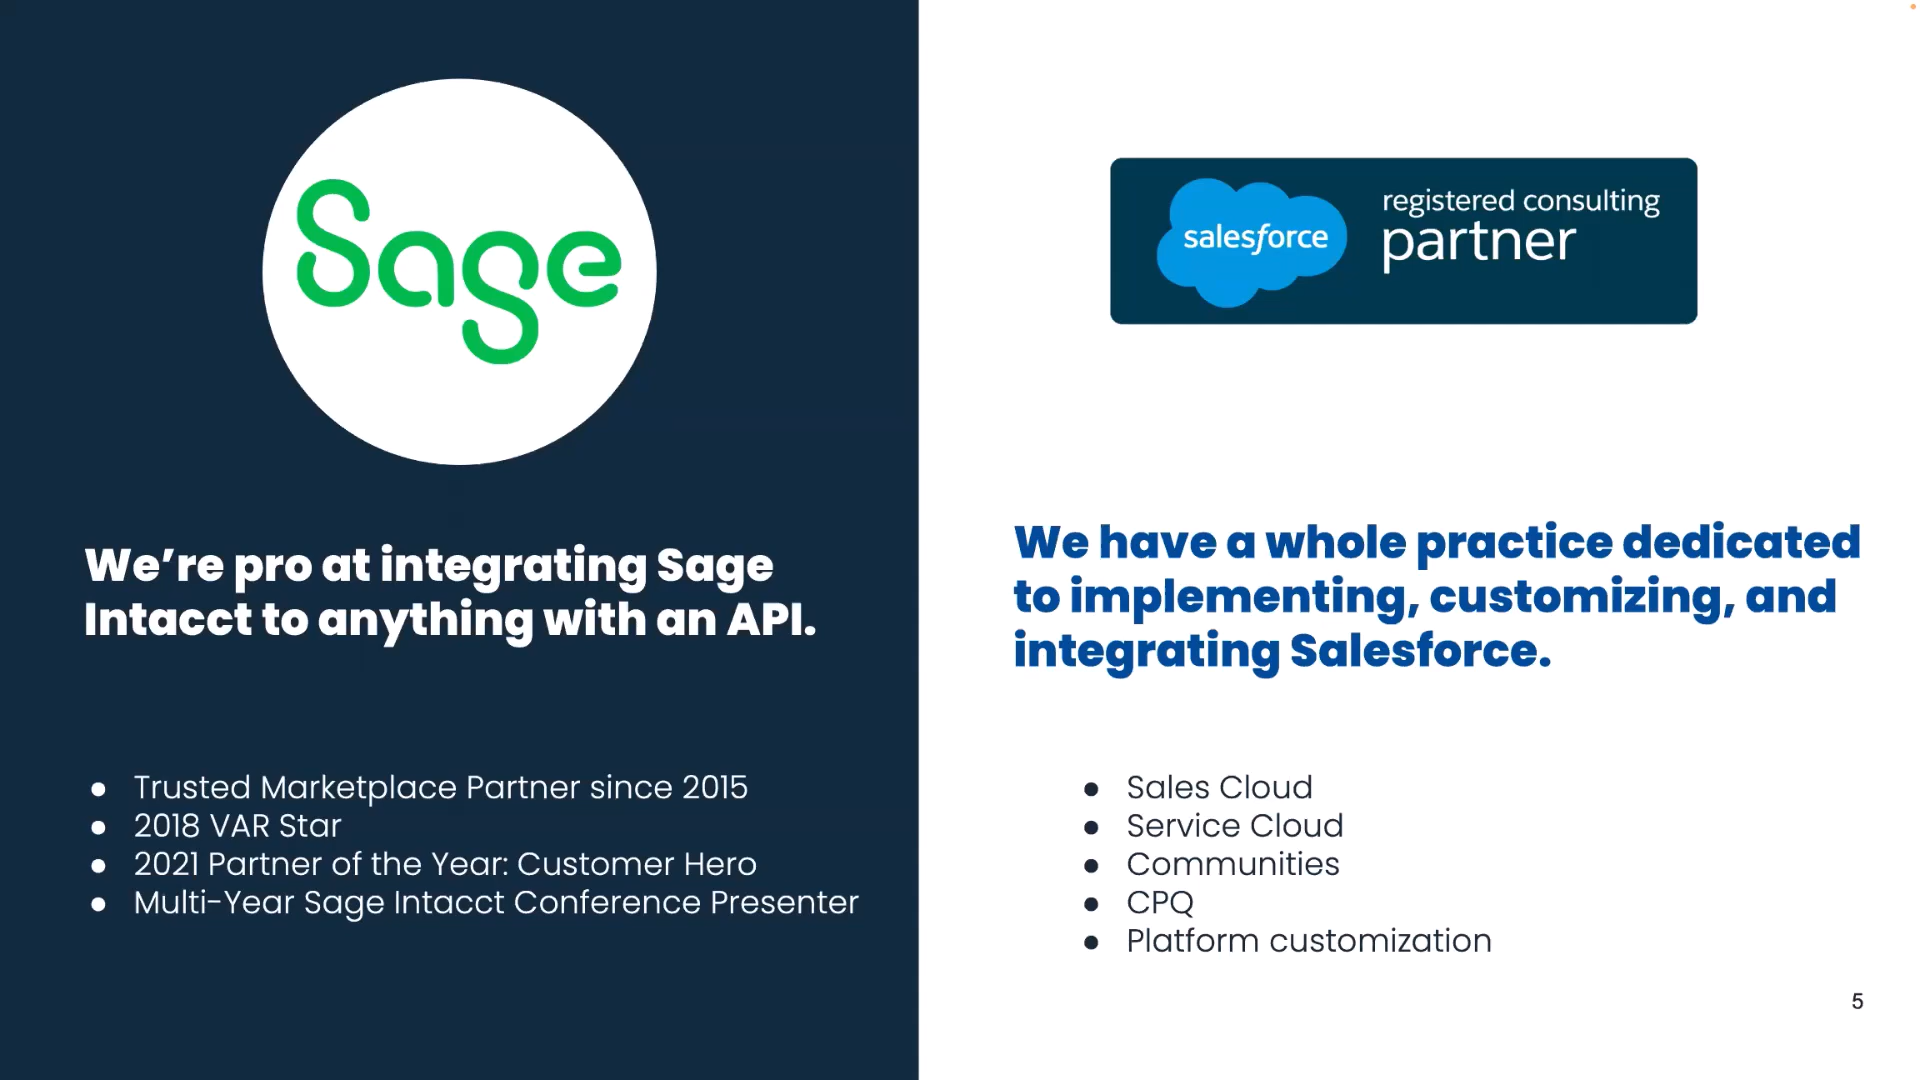 Sage
We’re pro at integrating Sage
Intacct to anything with an API.
● Trusted Marketplace Partner since 2015
● 2018 VAR Star
● 2021 Partner of the Year: Customer Hero
● Multi-Year Sage Intacct Conference Presenter
salesforce
registered consulting
partner
We have a whole practice dedicated
to implementing, customizing, and
integrating Salesforce.
● Sales Cloud
● Service Cloud
● Communities
● CPQ
● Platform customization
5